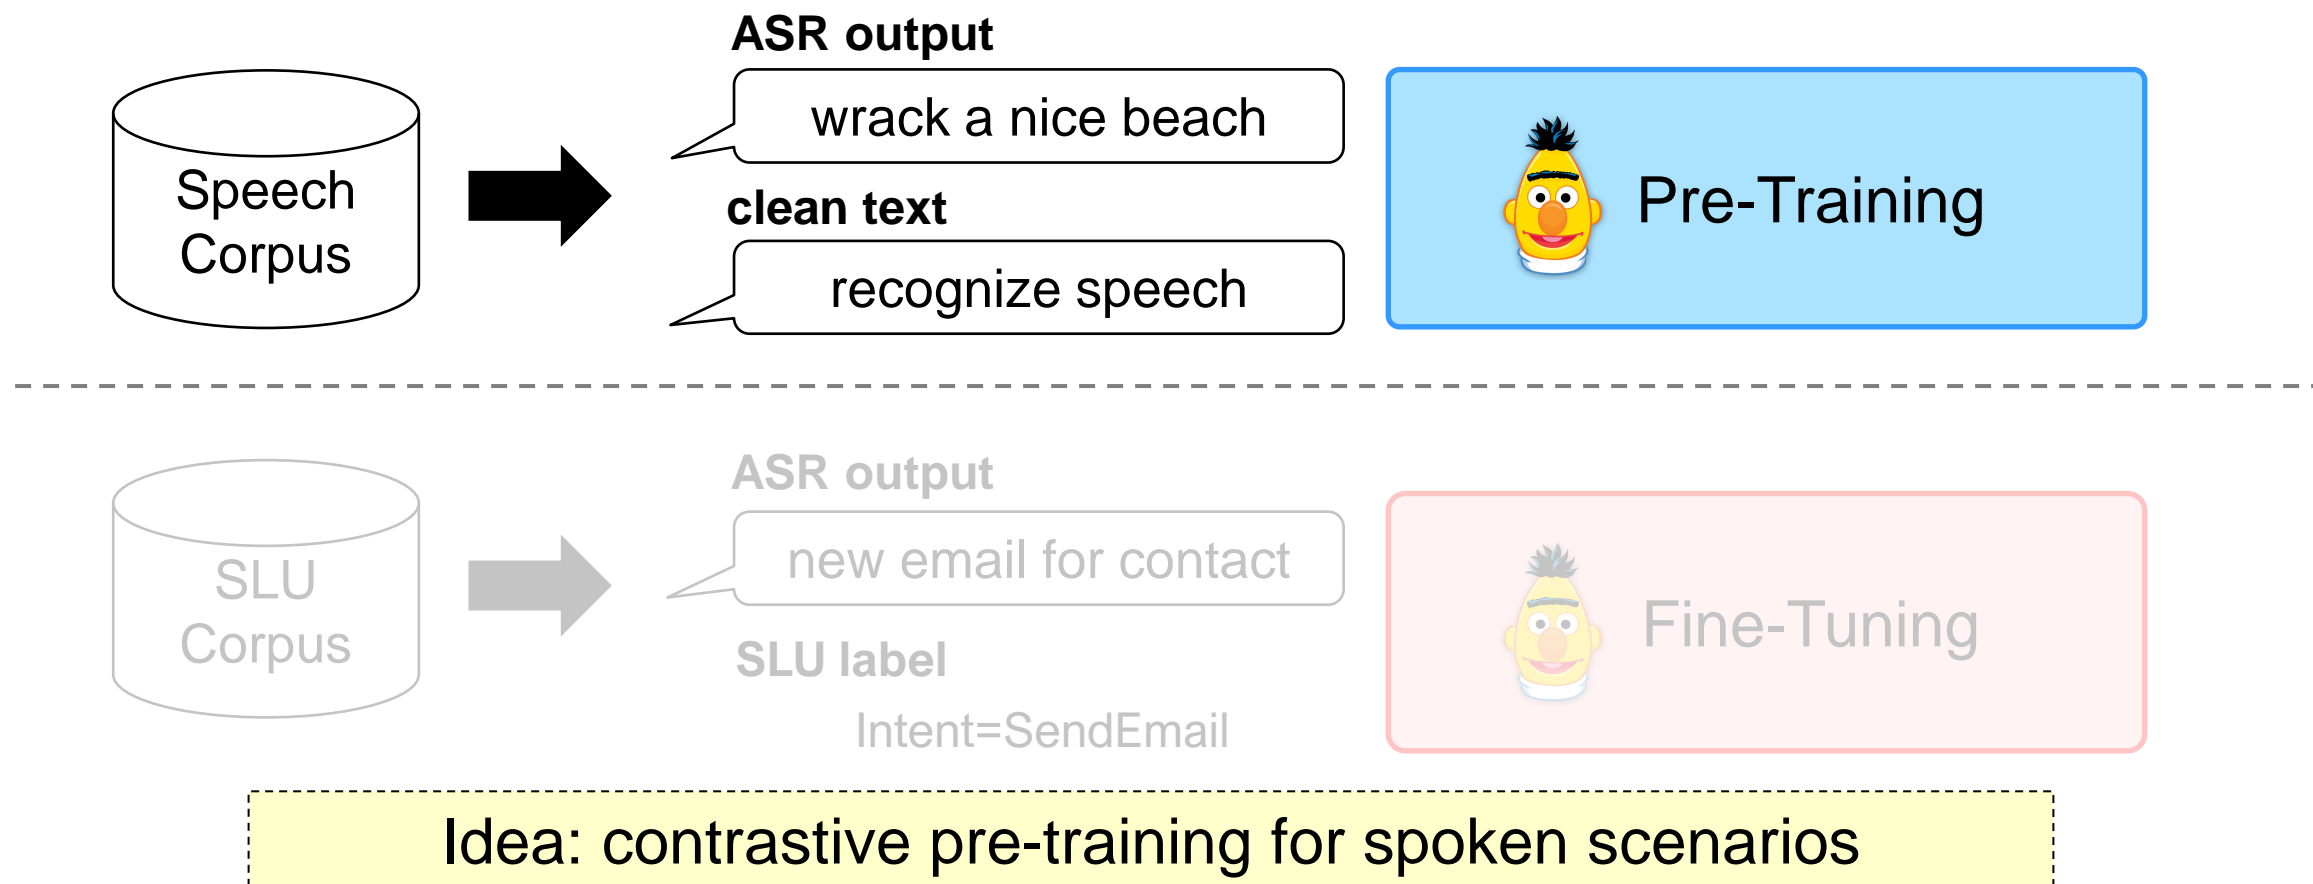 ASR output
wrack a nice beach
Speech
Corpus
clean text
recognize speech
Pre-Training
ASR output
new email for contact
SLU
Corpus
SLU label
Intent=SendEmail
Fine-Tuning
Idea: contrastive pre-training for spoken scenarios